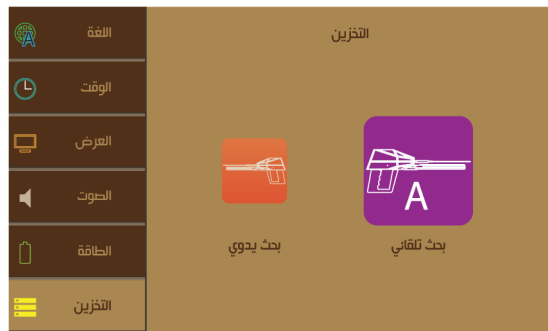 التخزين
اللغة
الوقت
العرض
الصوت
الطاقة
التخزين
A
بحث تلقائي
بحث يدوي